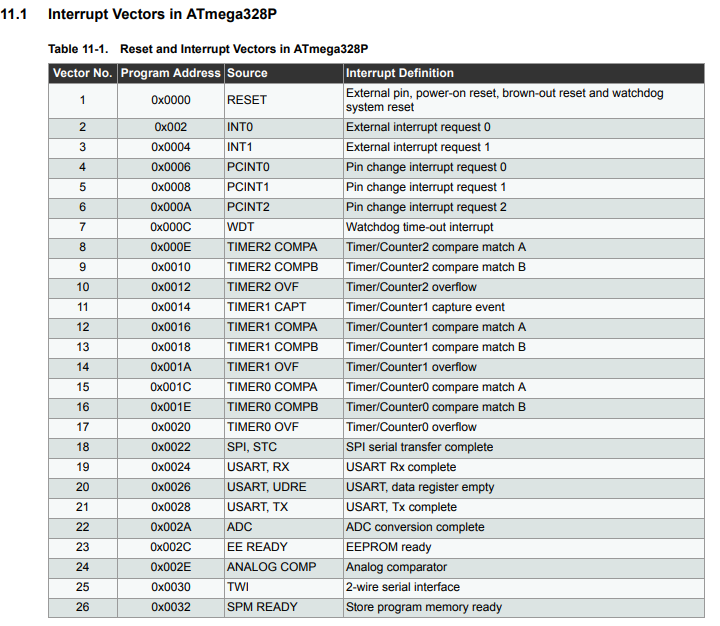 11.1 Interrupt Vectors in ATmega328P
Table 11-1. Reset and Interrupt Vectors in ATmega328P
Vector No. Program Address Source Interrupt Definition
1 0x0000 RESET External pin, power-on reset, brown-out reset and watchdog
system reset
2 0x002 INT0 External interrupt request 0
3 0x0004 INT1 External interrupt request 1
4 0x0006 PCINT0 Pin change interrupt request 0
5 0x0008 PCINT1 Pin change interrupt request 1
6 0x000A PCINT2 Pin change interrupt request 2
7 0x000C WDT Watchdog time-out interrupt
8 0x000E TIMER2 COMPA Timer/Counter2 compare match A
9 0x0010 TIMER2 COMPB Timer/Counter2 compare match B
10 0x0012 TIMER2 OVF Timer/Counter2 overflow
11 0x0014 TIMER1 CAPT Timer/Counter1 capture event
12 0x0016 TIMER1 COMPA Timer/Counter1 compare match A
13 0x0018 TIMER1 COMPB Timer/Counter1 compare match B
14 0x001A TIMER1 OVF Timer/Counter1 overflow
15 0x001C TIMER0 COMPA Timer/Counter0 compare match A
16 0x001E TIMER0 COMPB Timer/Counter0 compare match B
17 0x0020 TIMER0 OVF Timer/Counter0 overflow
18 0x0022 SPI, STC SPI serial transfer complete
19 0x0024 USART, RX USART Rx complete
20 0x0026 USART, UDRE USART, data register empty
21 0x0028 USART, TX USART, Tx complete
22 0x002A ADC ADC conversion complete
23 0x002C EE READY EEPROM ready
24 0x002E ANALOG COMP Analog comparator
25 0x0030 TWI 2-wire serial interface
26 0x0032 SPM READY Store program memory ready